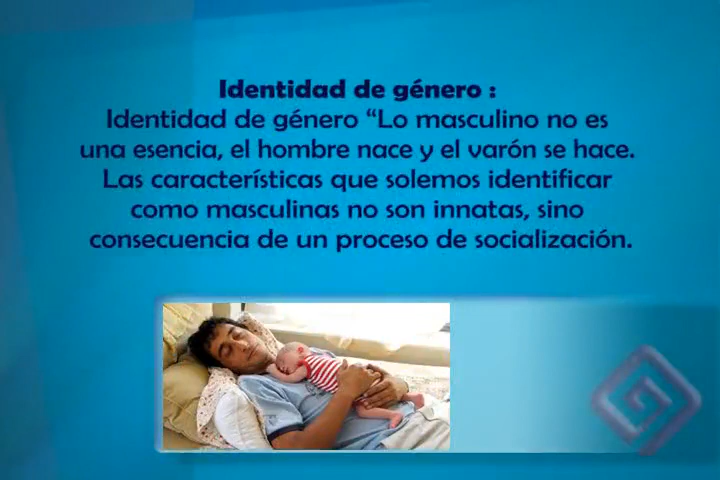 Identidad de género :
Identidad de género “Lo masculino no es
una esencia, el hombre nace y el varón se hace.
Las características que solemos identificar
como masculinas no son innatas, sino
consecuencia de un proceso de socialización.